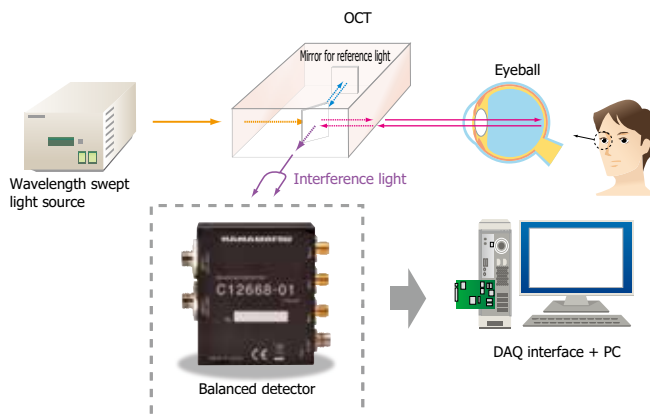 OCT
Mirror for reference light
Eyeball
Wavelength swept
light source
Interference light
HAMAMATSU
C12668-01
CE
Balanced detector
DAQ interface + PC